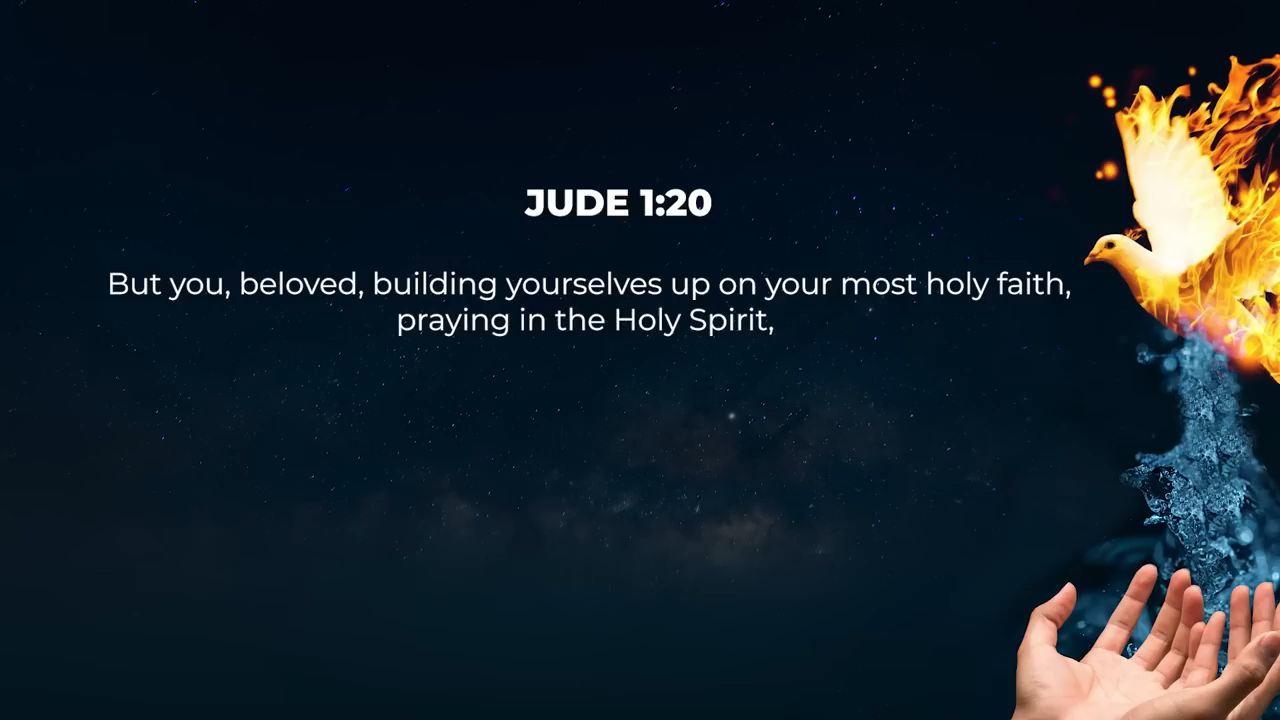 JUDE 1:20
But you, beloved, building yourselves up on your most holy faith,
praying in the Holy Spirit,